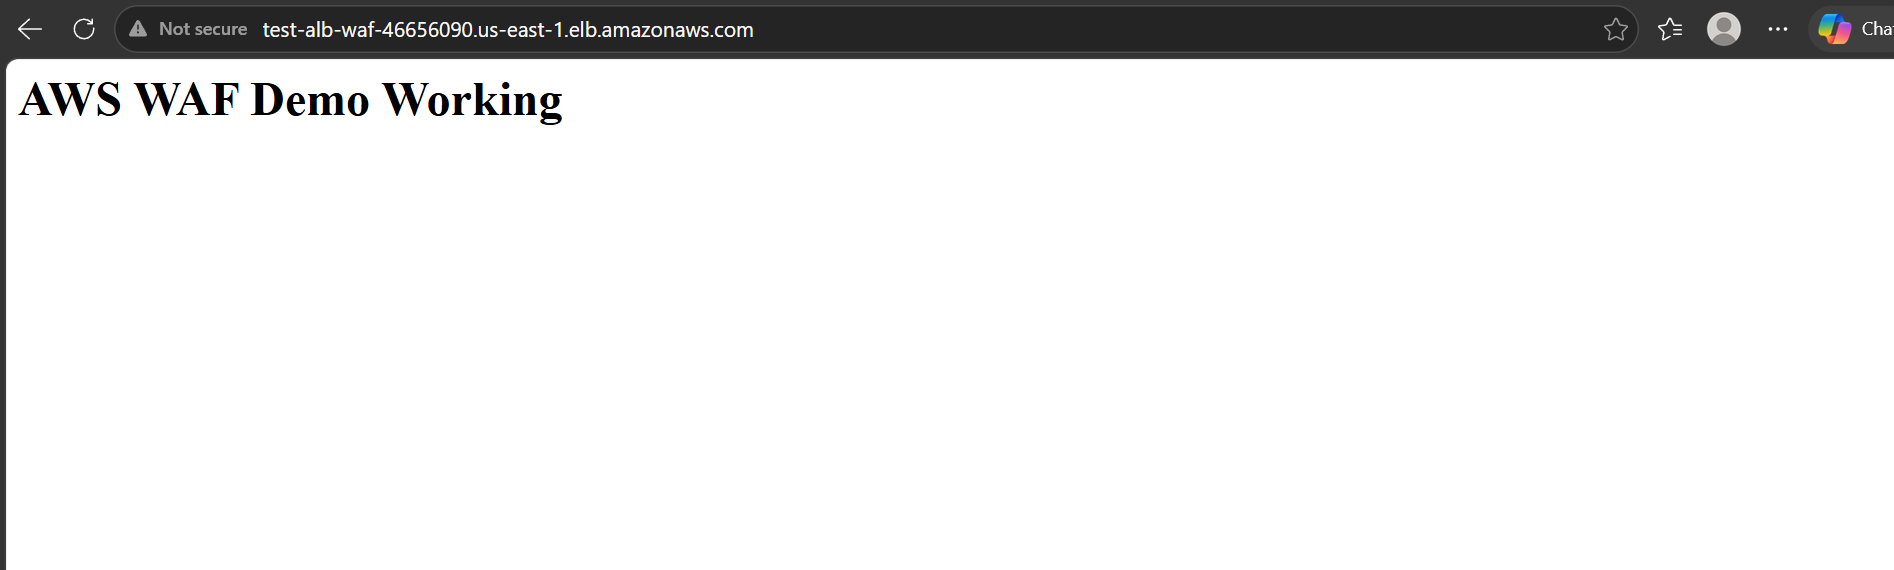 Not secure test-alb-waf-46656090.us-east-1.elb.amazonaws.com
AWS WAF Demo Working